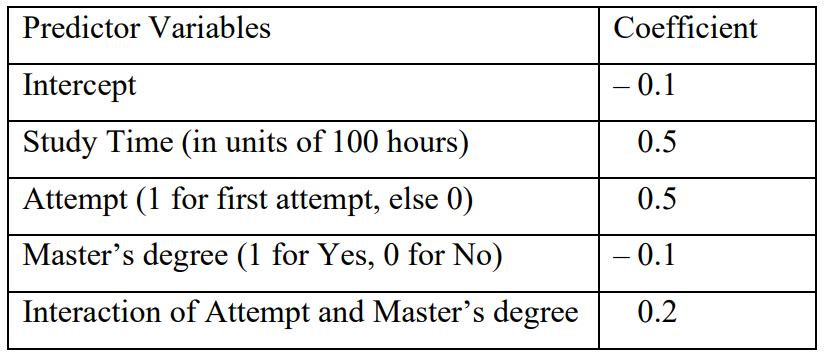 Predictor Variables Coefficient
Intercept – 0.1
Study Time (in units of 100 hours) 0.5
Attempt (1 for first attempt, else 0) 0.5
Master’s degree (1 for Yes, 0 for No) – 0.1
Interaction of Attempt and Master’s degree 0.2